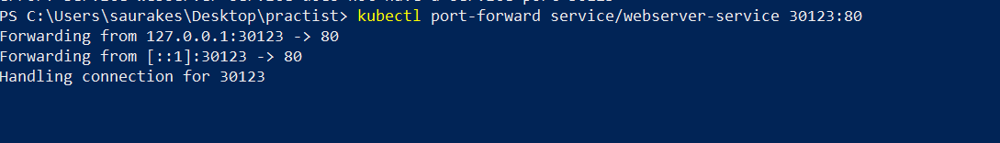 PS C:\Users\saurakes\Desktop\practist> kubectl port-forward service/webserver-service 30123:80
Forwarding from 127.0.0.1:30123 -> 80
Forwarding from [::1]:30123 -> 80
Handling connection for 30123